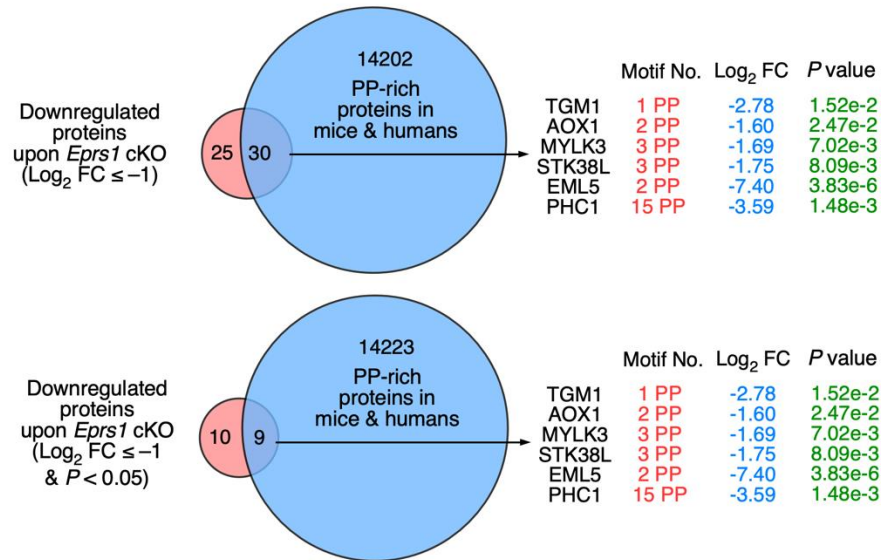 14202
PP-rich
proteins in
mice & humans
Downregulated
proteins
upon Eprs1 cKO
(Log₂ FC ≤ –1)
25 30
Motif No. Log₂ FC P value
TGM1 1 PP -2.78 1.52e-2
AOX1 2 PP -1.60 2.47e-2
MYLK3 3 PP -1.69 7.02e-3
STK38L 3 PP -1.75 8.09e-3
EML5 2 PP -7.40 3.83e-6
PHC1 15 PP -3.59 1.48e-3
14223
PP-rich
proteins in
mice & humans
Downregulated
proteins
upon Eprs1 cKO
(Log₂ FC ≤ –1
& P < 0.05)
10 9
Motif No. Log₂ FC P value
TGM1 1 PP -2.78 1.52e-2
AOX1 2 PP -1.60 2.47e-2
MYLK3 3 PP -1.69 7.02e-3
STK38L 3 PP -1.75 8.09e-3
EML5 2 PP -7.40 3.83e-6
PHC1 15 PP -3.59 1.48e-3